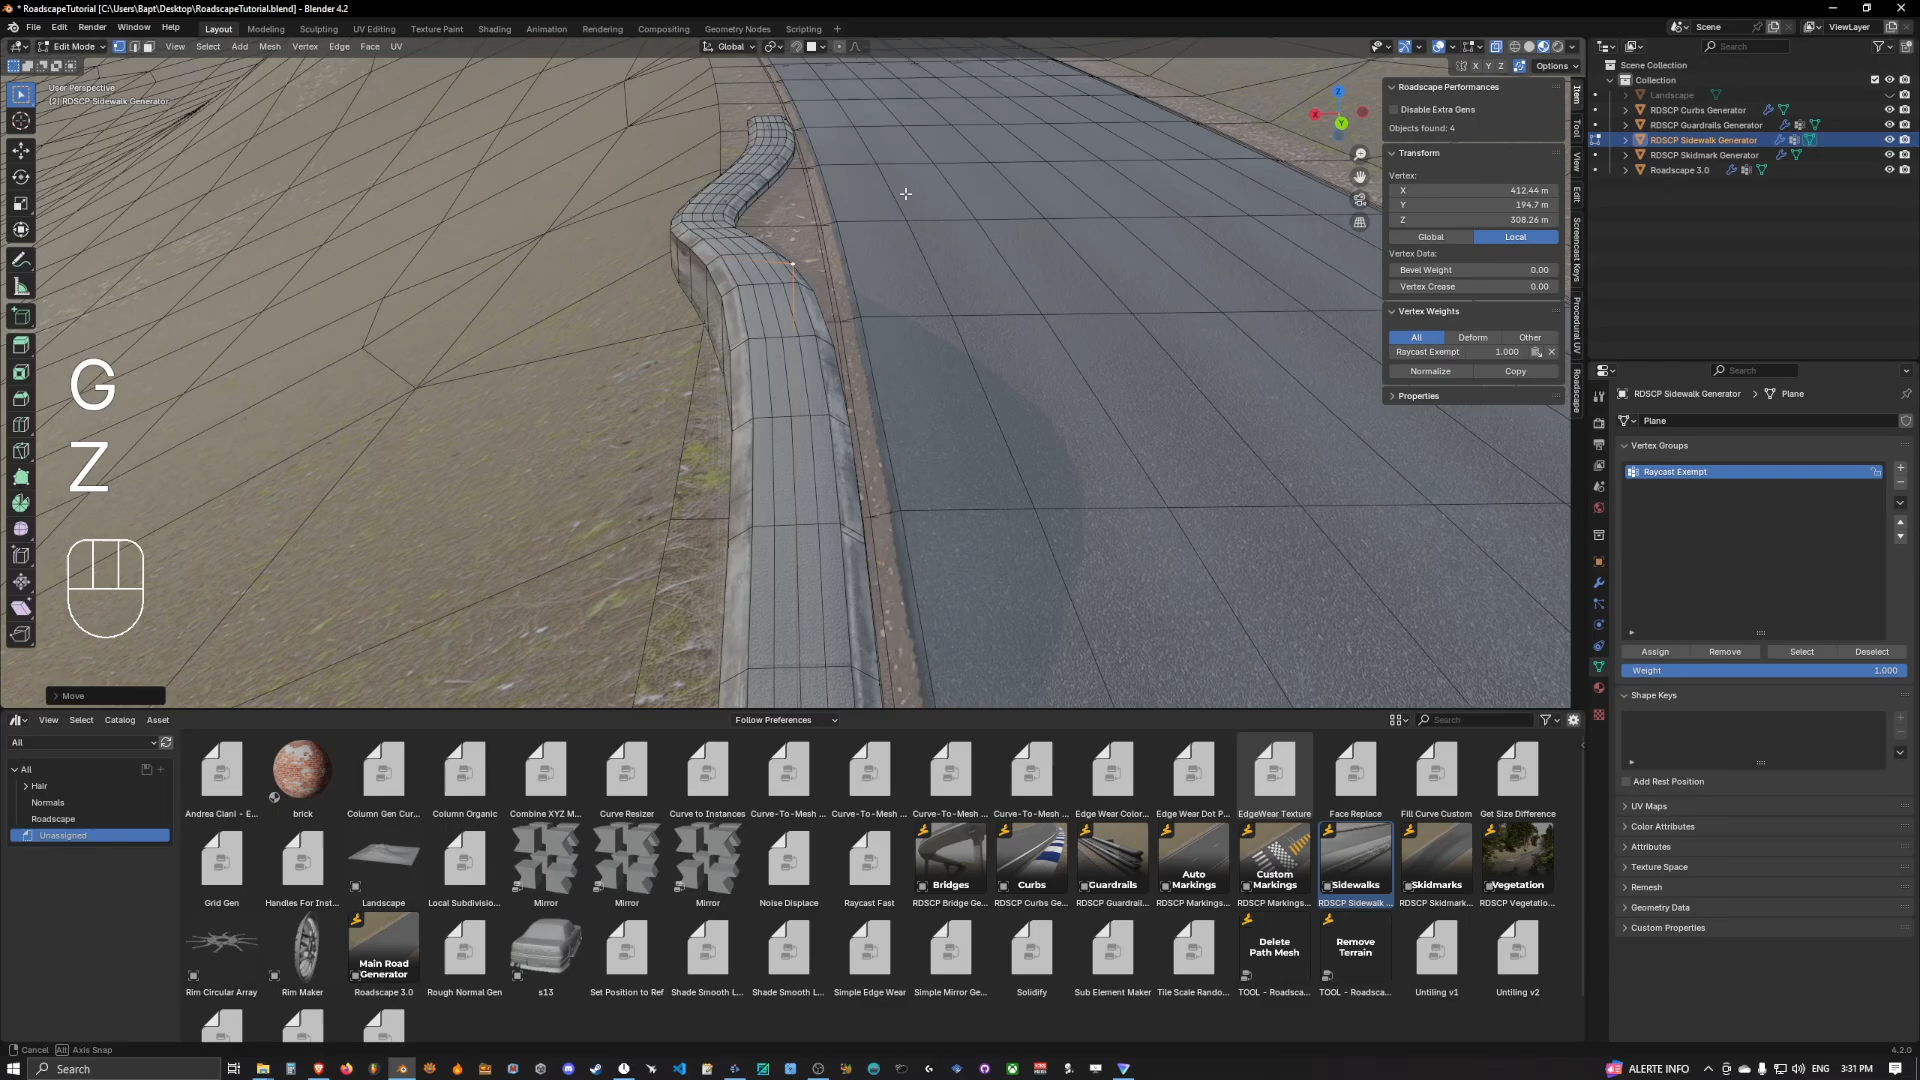 * RoadscapeTutorial [C:\Users\Bapt\Desktop\RoadscapeTutorial.blend] - Blender 4.2
File Edit Render Window Help Layout Modeling Sculpting UV Editing Texture Paint Shading Animation Rendering Compositing Geometry Nodes Scripting + Scene ViewLayer
Edit Mode View Select Add Mesh Vertex Edge Face UV Global Search
X Y Z Options
User Perspective
(2) RDSCP Sidewalk Generator
G
Z
Move
Z
X
Y
Roadscape Performances
Disable Extra Gens
Objects found: 4
Transform
Vertex:
X 412.44 m
Y 194.7 m
Z 308.26 m
Global Local
Vertex Data:
Bevel Weight 0.00
Vertex Crease 0.00
Vertex Weights
All Deform Other
Raycast Exempt 1.000
Normalize Copy
Properties
Item
Tool
View
Edit
Screencast Keys
Procedural UV
Roadscape
Scene Collection
Collection
Landscape
RDSCP Curbs Generator
RDSCP Guardrails Generator
RDSCP Sidewalk Generator
RDSCP Skidmark Generator
Roadscape 3.0
Search
RDSCP Sidewalk Generator > Plane
Plane
Vertex Groups
Raycast Exempt
Assign Remove Select Deselect
Weight 1.000
Shape Keys
Add Rest Position
UV Maps
Color Attributes
Attributes
Texture Space
Remesh
Geometry Data
Custom Properties
View Select Catalog Asset Follow Preferences Search
All
All
Hair
Normals
Roadscape
Unassigned
Andrea Ciani - E... brick Column Gen Cur... Column Organic Combine XYZ M... Curve Resizer Curve to Instances Curve-To-Mesh ... Curve-To-Mesh ... Edge Wear Color... Edge Wear Dot P... EdgeWear Texture Face Replace Fill Curve Custom Get Size Difference
Bridges Curbs Guardrails Auto Markings Custom Markings Sidewalks Skidmarks Vegetation
Grid Gen Handles For Inst... Landscape Local Subdivisio... Mirror Mirror Mirror Noise Displace Raycast Fast RDSCP Bridge Ge... RDSCP Curbs Ge... RDSCP Guardrail... RDSCP Markings... RDSCP Markings... RDSCP Sidewalk ... RDSCP Skidmark... RDSCP Vegetatio...
Main Road Generator Delete Path Mesh Remove Terrain
Rim Circular Array Rim Maker Roadscape 3.0 Rough Normal Gen s13 Set Position to Ref Shade Smooth L... Shade Smooth L... Simple Edge Wear Simple Mirror Ge... Solidify Sub Element Maker Tile Scale Rando... TOOL - Roadsca... TOOL - Roadsca... Untiling v1 Untiling v2
Cancel Alt Axis Snap 4.2.0
Search ALERTE INFO ENG 3:31 PM